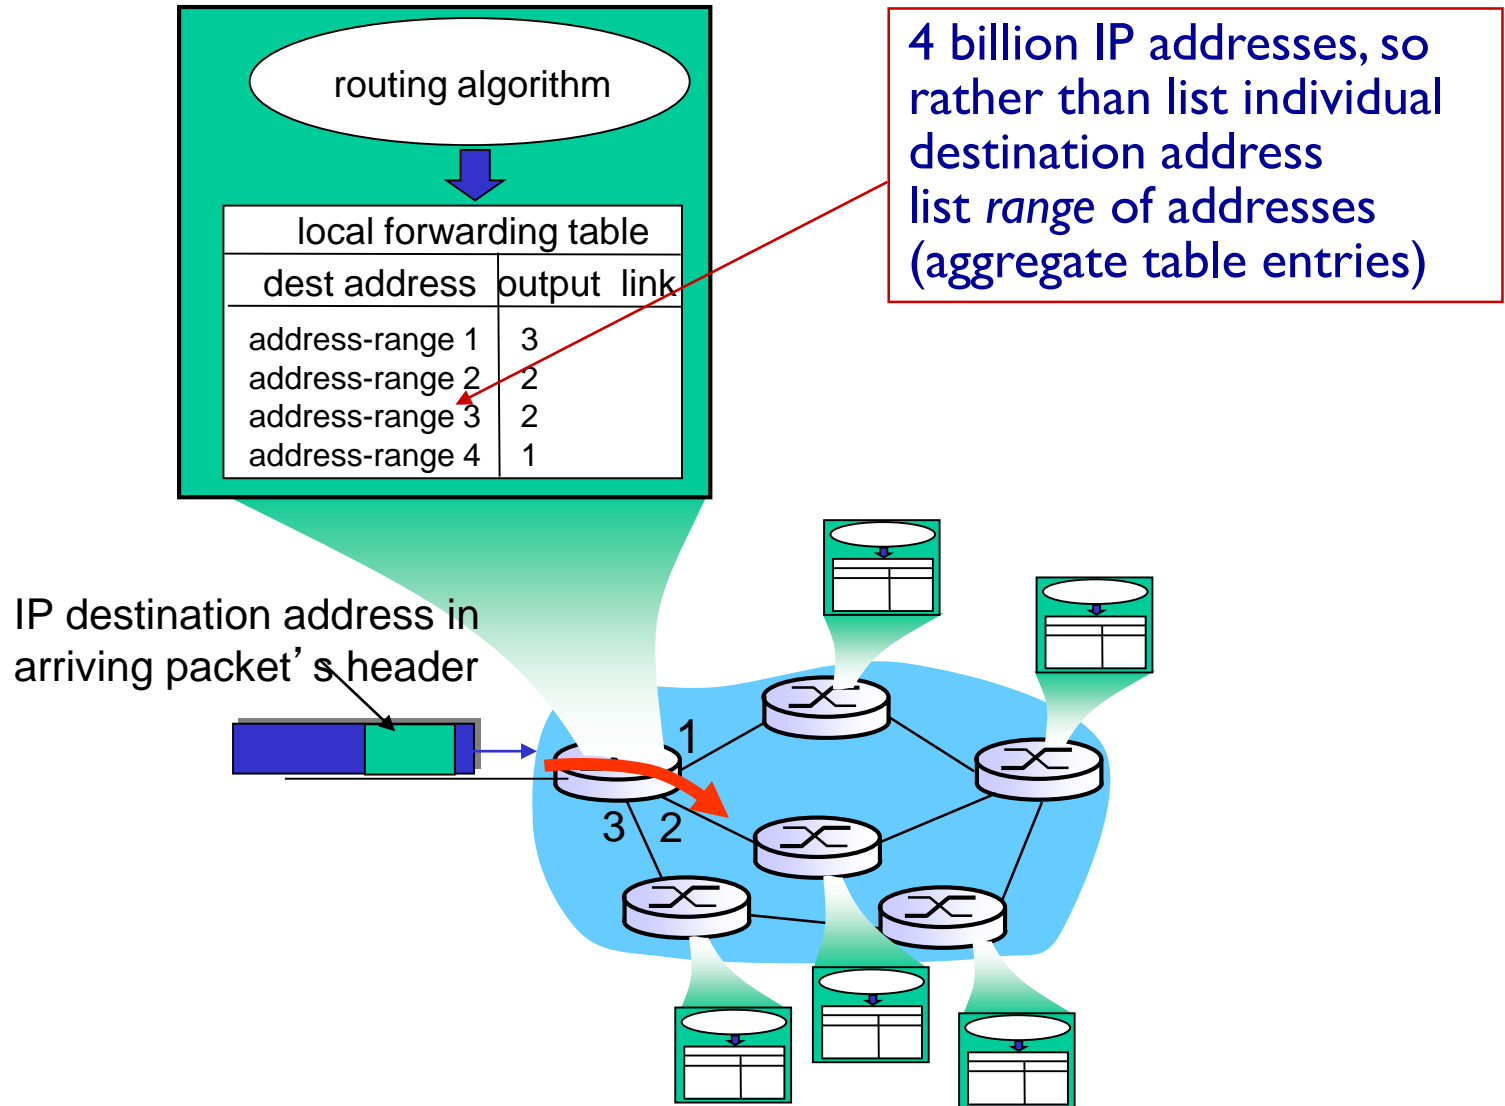 routing algorithm
local forwarding table
dest address output link
address-range 1 3
address-range 2 2
address-range 3 2
address-range 4 1
4 billion IP addresses, so
rather than list individual
destination address
list range of addresses
(aggregate table entries)
IP destination address in
arriving packet’s header
1
3 2